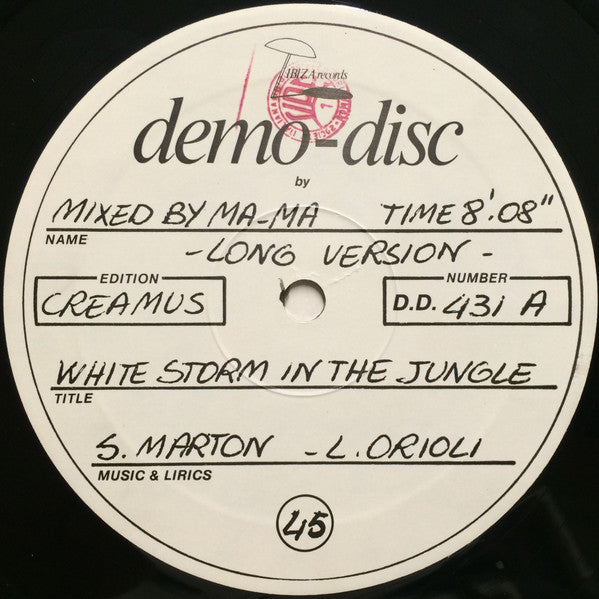 IBIZA records
demo-disc
by
MIXED BY MA-MA TIME 8'.08"
NAME
- LONG VERSION -
EDITION NUMBER
CREAMUS D.D. 431 A
WHITE STORM IN THE JUNGLE
TITLE
S. MARTON - L. ORIOLI
MUSIC & LIRICS
45